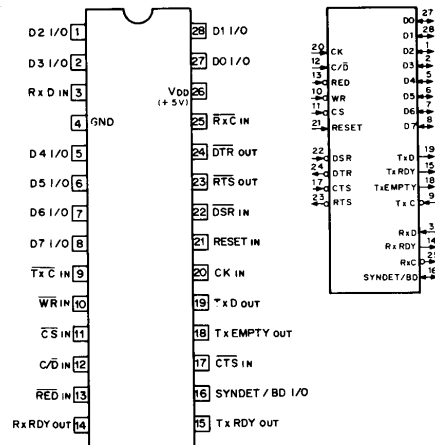 D2 I/O 1
28 D1 I/O
D3 I/O 2
27 D0 I/O
RxD IN 3
VDD (+5V) 26
4 GND
25 RxC IN
D4 I/O 5
24 DTR OUT
D5 I/O 6
23 RTS OUT
D6 I/O 7
22 DSR IN
D7 I/O 8
21 RESET IN
TxC IN 9
20 CK IN
WR IN 10
19 TxD OUT
CS IN 11
18 TxEMPTY OUT
C/D IN 12
17 CTS IN
RED IN 13
16 SYNDET / BD I/O
RxRDY OUT 14
15 TxRDY OUT
20 CK
12 C/D
13 RED
10 WR
11 CS
21 RESET
22 DSR
24 DTR
17 CTS
23 RTS
D0 27
D1 28
D2 1
D3 2
D4 5
D5 6
D6 7
D7 8
TxD 19
TxRDY 15
TxEMPTY 18
TxC 9
RxD 3
RxRDY 14
RxC 25
SYNDET/BD 16